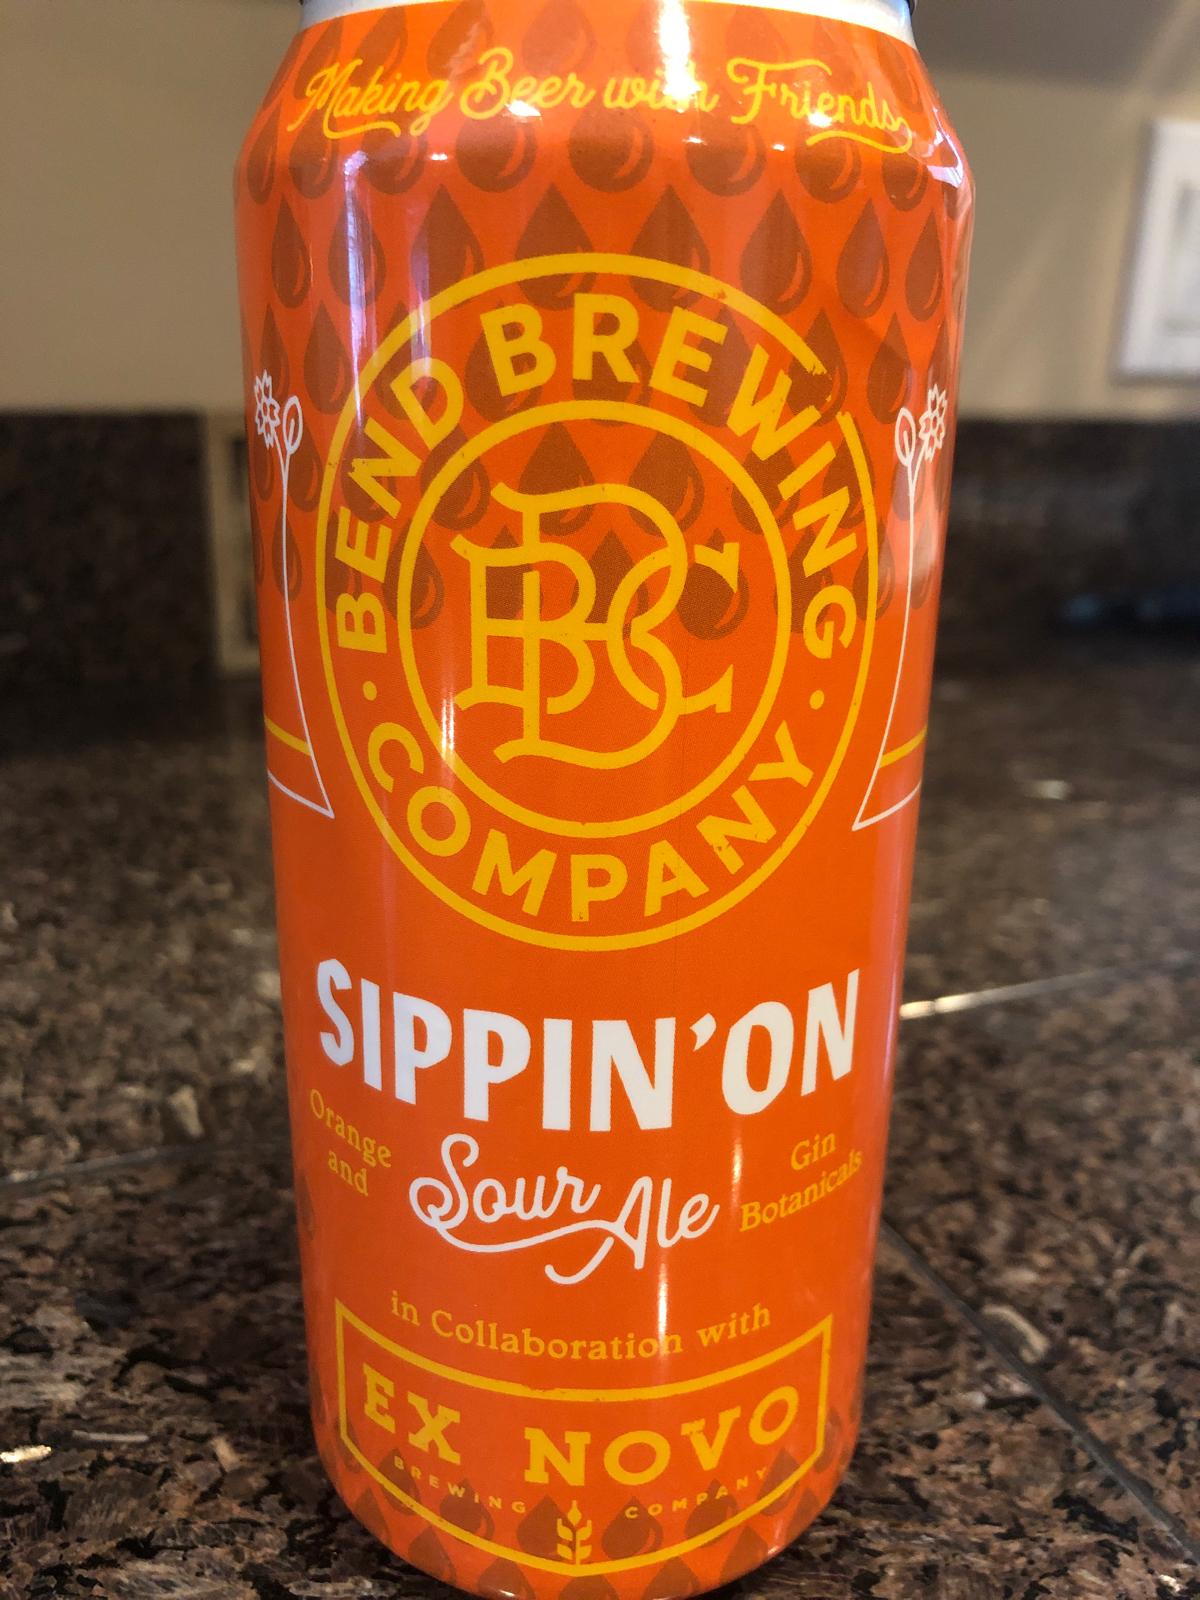 Making Beer with Friends
BEND BREWING
· COMPANY ·
BBC
SIPPIN'ON
Orange
and
Sour Ale
Gin
Botanicals
in Collaboration with
EX NOVO
BREWING COMPANY